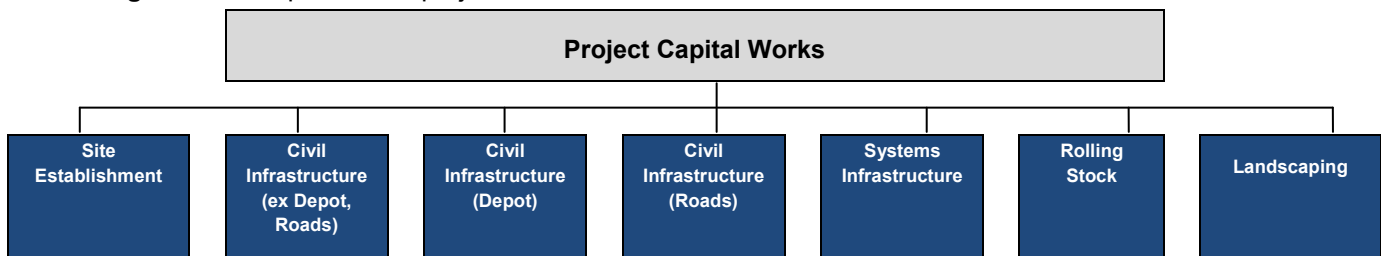 Project Capital Works
Site
Establishment
Civil
Infrastructure
(ex Depot,
Roads)
Civil
Infrastructure
(Depot)
Civil
Infrastructure
(Roads)
Systems
Infrastructure
Rolling
Stock
Landscaping